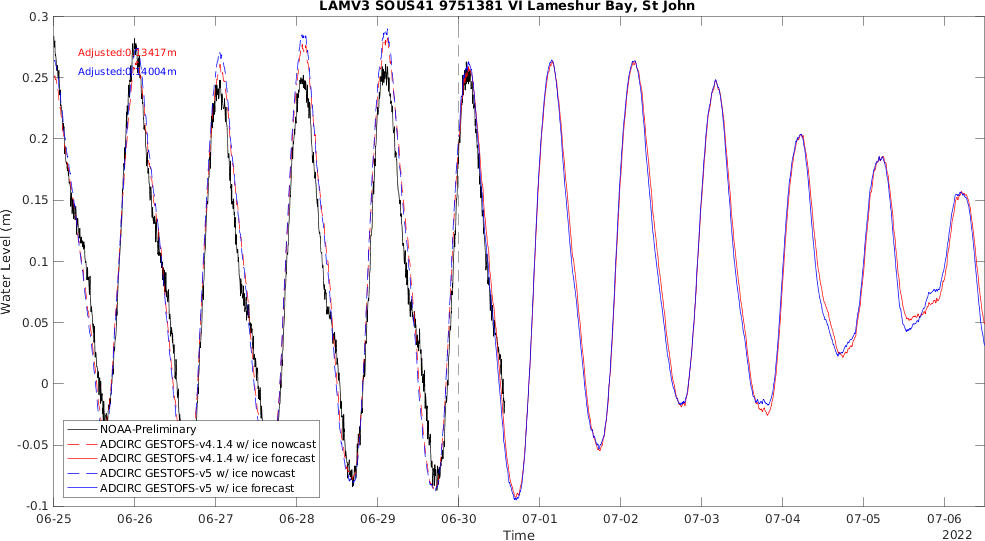 LAMV3 SOUS41 9751381 VI Lameshur Bay, St John
0.3
0.25
0.2
0.15
0.1
0.05
0
-0.05
-0.1
Water Level (m)
Adjusted:0.13417m
Adjusted:0.14004m
NOAA-Preliminary
ADCIRC GESTOFS-v4.1.4 w/ ice nowcast
ADCIRC GESTOFS-v4.1.4 w/ ice forecast
ADCIRC GESTOFS-v5 w/ ice nowcast
ADCIRC GESTOFS-v5 w/ ice forecast
06-25 06-26 06-27 06-28 06-29 06-30 07-01 07-02 07-03 07-04 07-05 07-06
Time
2022